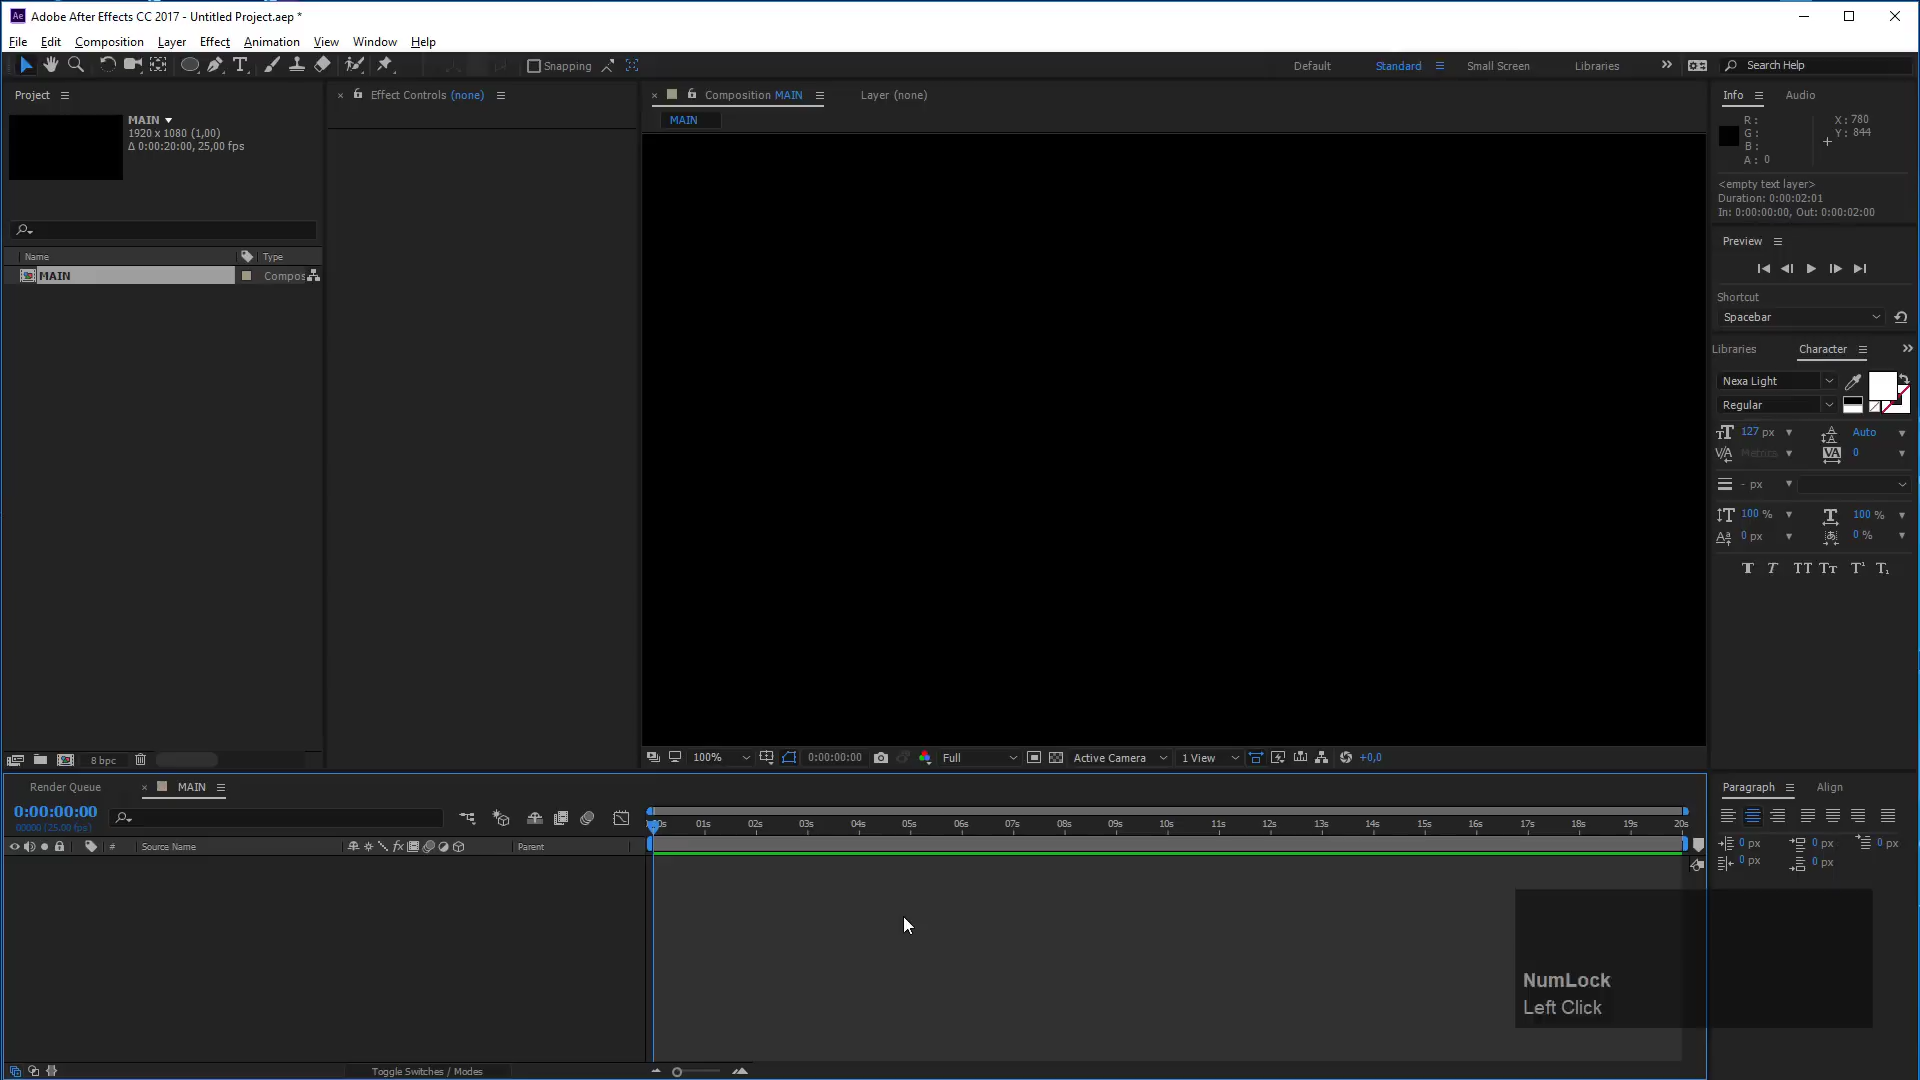 Adobe After Effects CC 2017 - Untitled Project.aep *
File Edit Composition Layer Effect Animation View Window Help
Snapping Default Standard Small Screen Libraries Search Help
Project
Effect Controls (none)
Composition MAIN
Layer (none)
Info Audio
MAIN
1920 x 1080 (1,00)
Δ 0:00:20:00, 25,00 fps
MAIN
R :
G :
B :
A : 0
X : 780
Y : 844
<empty text layer>
Duration: 0:00:02:01
In: 0:00:00:00, Out: 0:00:02:00
Preview
Name Type
MAIN Compos
Shortcut
Spacebar
Libraries Character
Nexa Light
Regular
127 px Auto
Metrics 0
- px
100 % 100 %
0 px 0 %
8 bpc
100% 0:00:00:00 Full Active Camera 1 View +0,0
Render Queue MAIN
Paragraph Align
0:00:00:00
00000 (25.00 fps)
01s 02s 03s 04s 05s 06s 07s 08s 09s 10s 11s 12s 13s 14s 15s 16s 17s 18s 19s 20s
# Source Name Parent
0 px 0 px 0 px
0 px 0 px
NumLock
Left Click
Toggle Switches / Modes